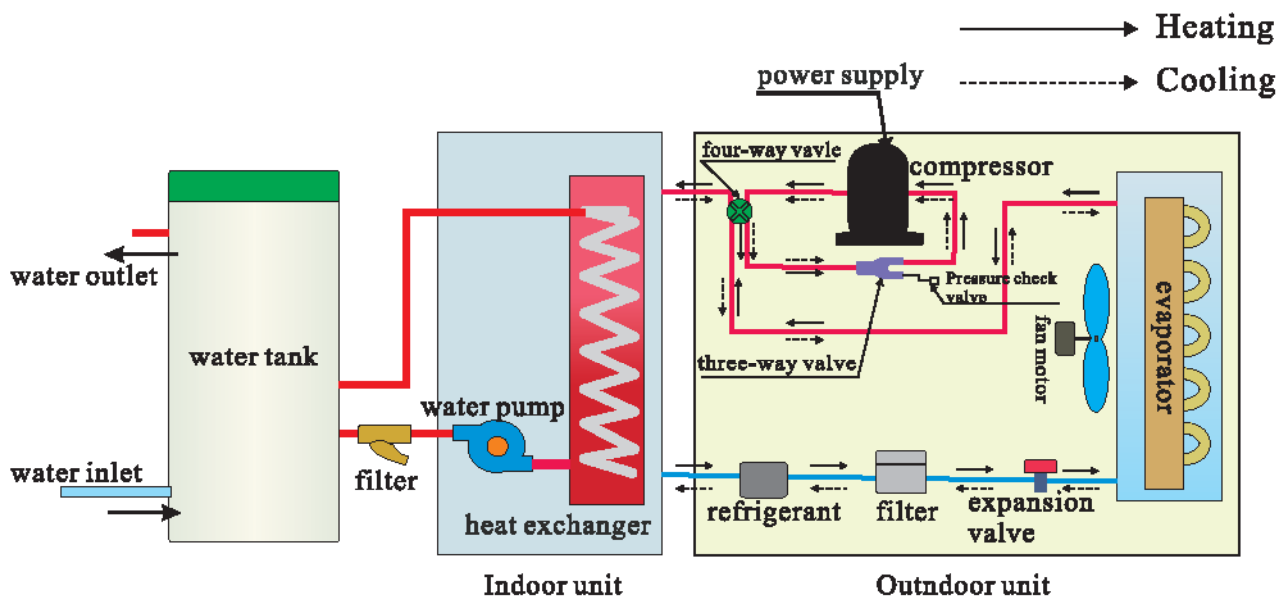 Heating
Cooling
power supply
four-way vavle
compressor
water outlet
water tank
water pump
water inlet
filter
heat exchanger
Pressure check
valve
three-way valve
fan motor
evaporator
refrigerant
filter
expansion
valve
Indoor unit
Outndoor unit